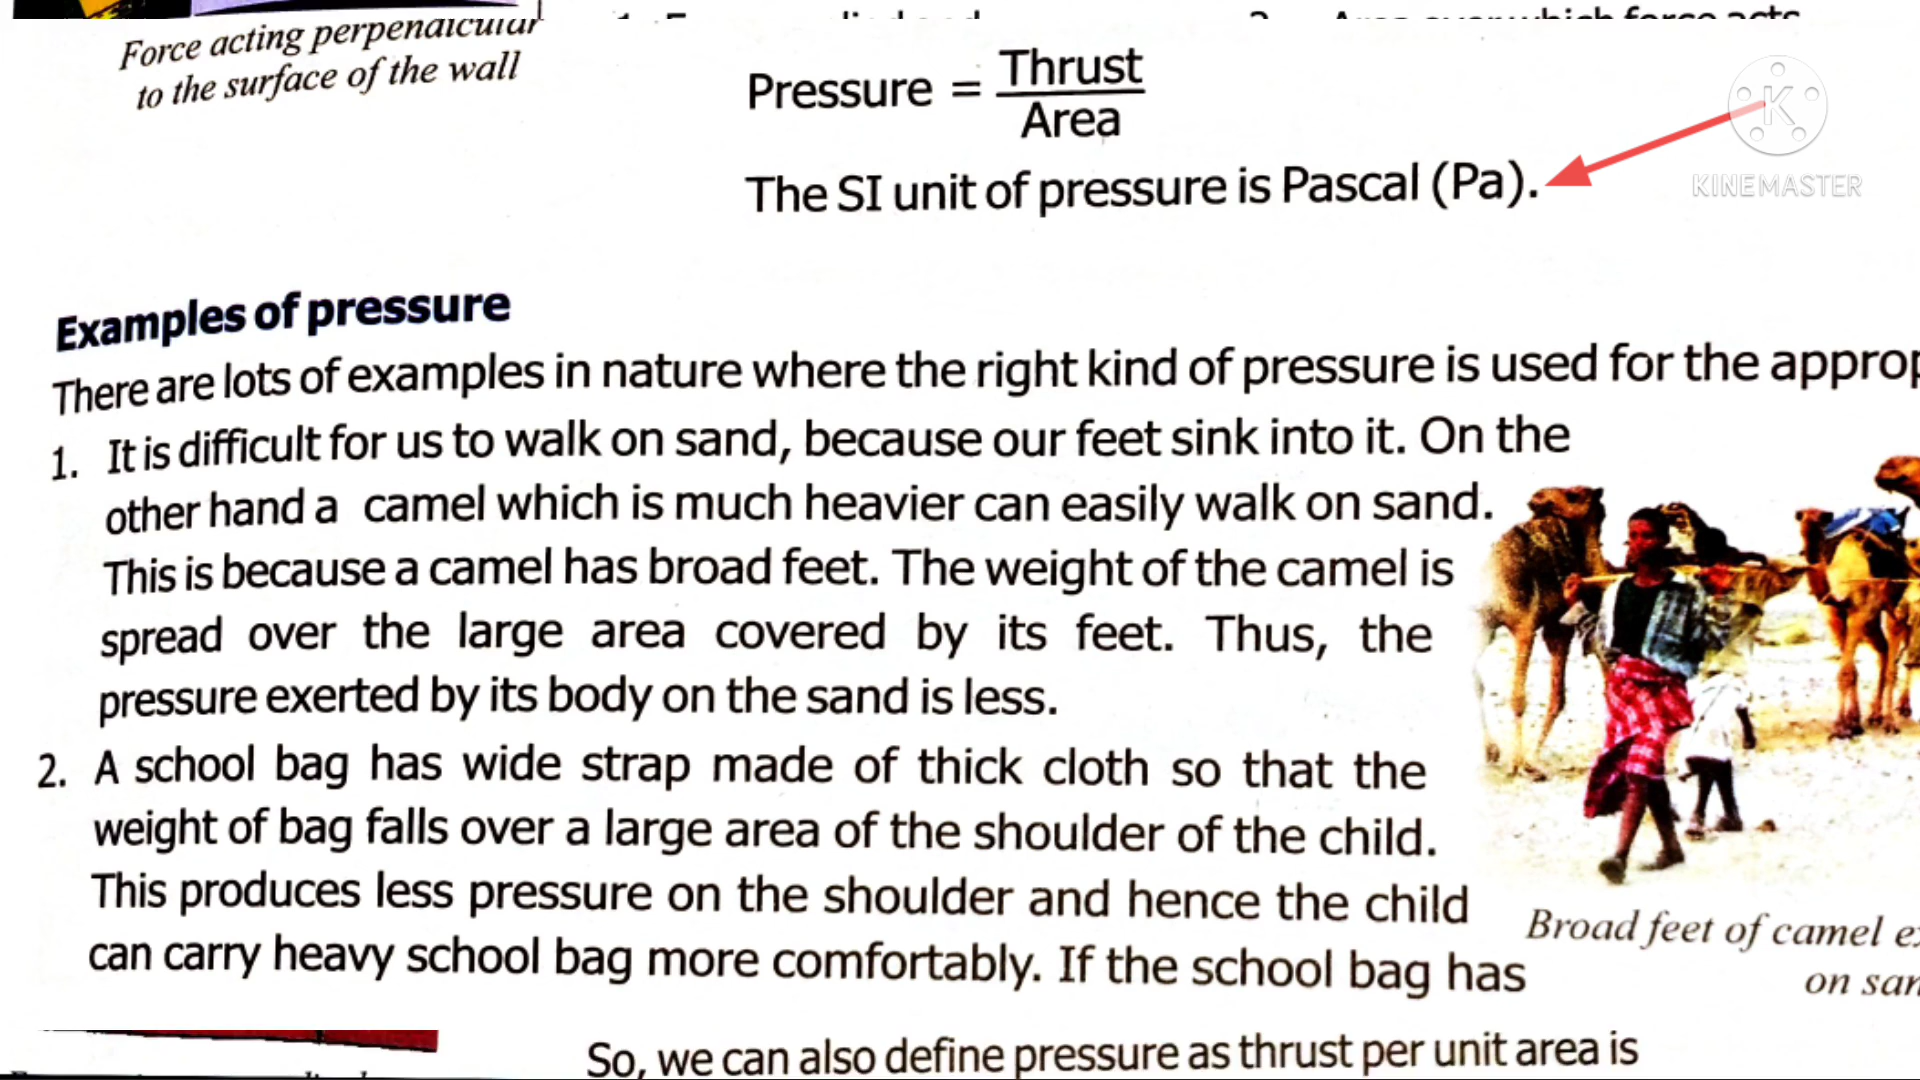 Force acting perpendicular
to the surface of the wall
Area over which force acts
Pressure = Thrust
Area
The SI unit of pressure is Pascal (Pa).
KINEMASTER
Examples of pressure
There are lots of examples in nature where the right kind of pressure is used for the approp
1. It is difficult for us to walk on sand, because our feet sink into it. On the
other hand a camel which is much heavier can easily walk on sand.
This is because a camel has broad feet. The weight of the camel is
spread over the large area covered by its feet. Thus, the
pressure exerted by its body on the sand is less.
2. A school bag has wide strap made of thick cloth so that the
weight of bag falls over a large area of the shoulder of the child.
This produces less pressure on the shoulder and hence the child
can carry heavy school bag more comfortably. If the school bag has
Broad feet of camel
on
So, we can also define pressure as thrust per unit area is